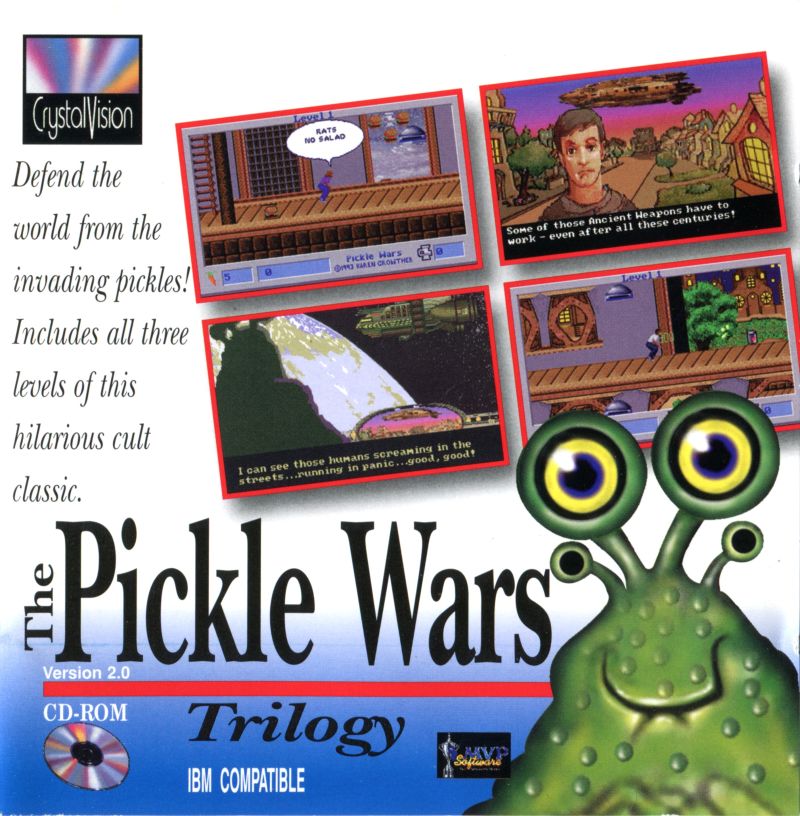 CrystalVision
Defend the
world from the
invading pickles!
Includes all three
levels of this
hilarious cult
classic.
Level 1
RATS
NO SALAD
Pickle Wars
©1993 KAREN CROWTHER
5
0
0
Some of those Ancient Weapons have to
work - even after all these centuries!
I can see those humans screaming in the
streets...running in panic...good, good!
Level 1
0
The Pickle Wars
Version 2.0
Trilogy
CD-ROM
IBM COMPATIBLE
MVP
Software